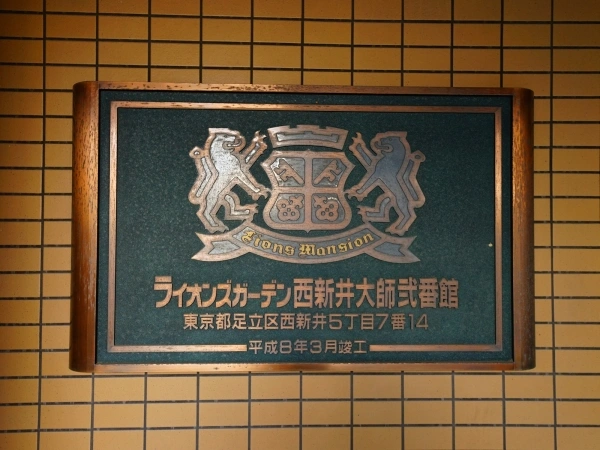 Lions Mansion
ライオンズガーデン西新井大師弐番館
東京都足立区西新井5丁目7番14
平成8年3月竣工